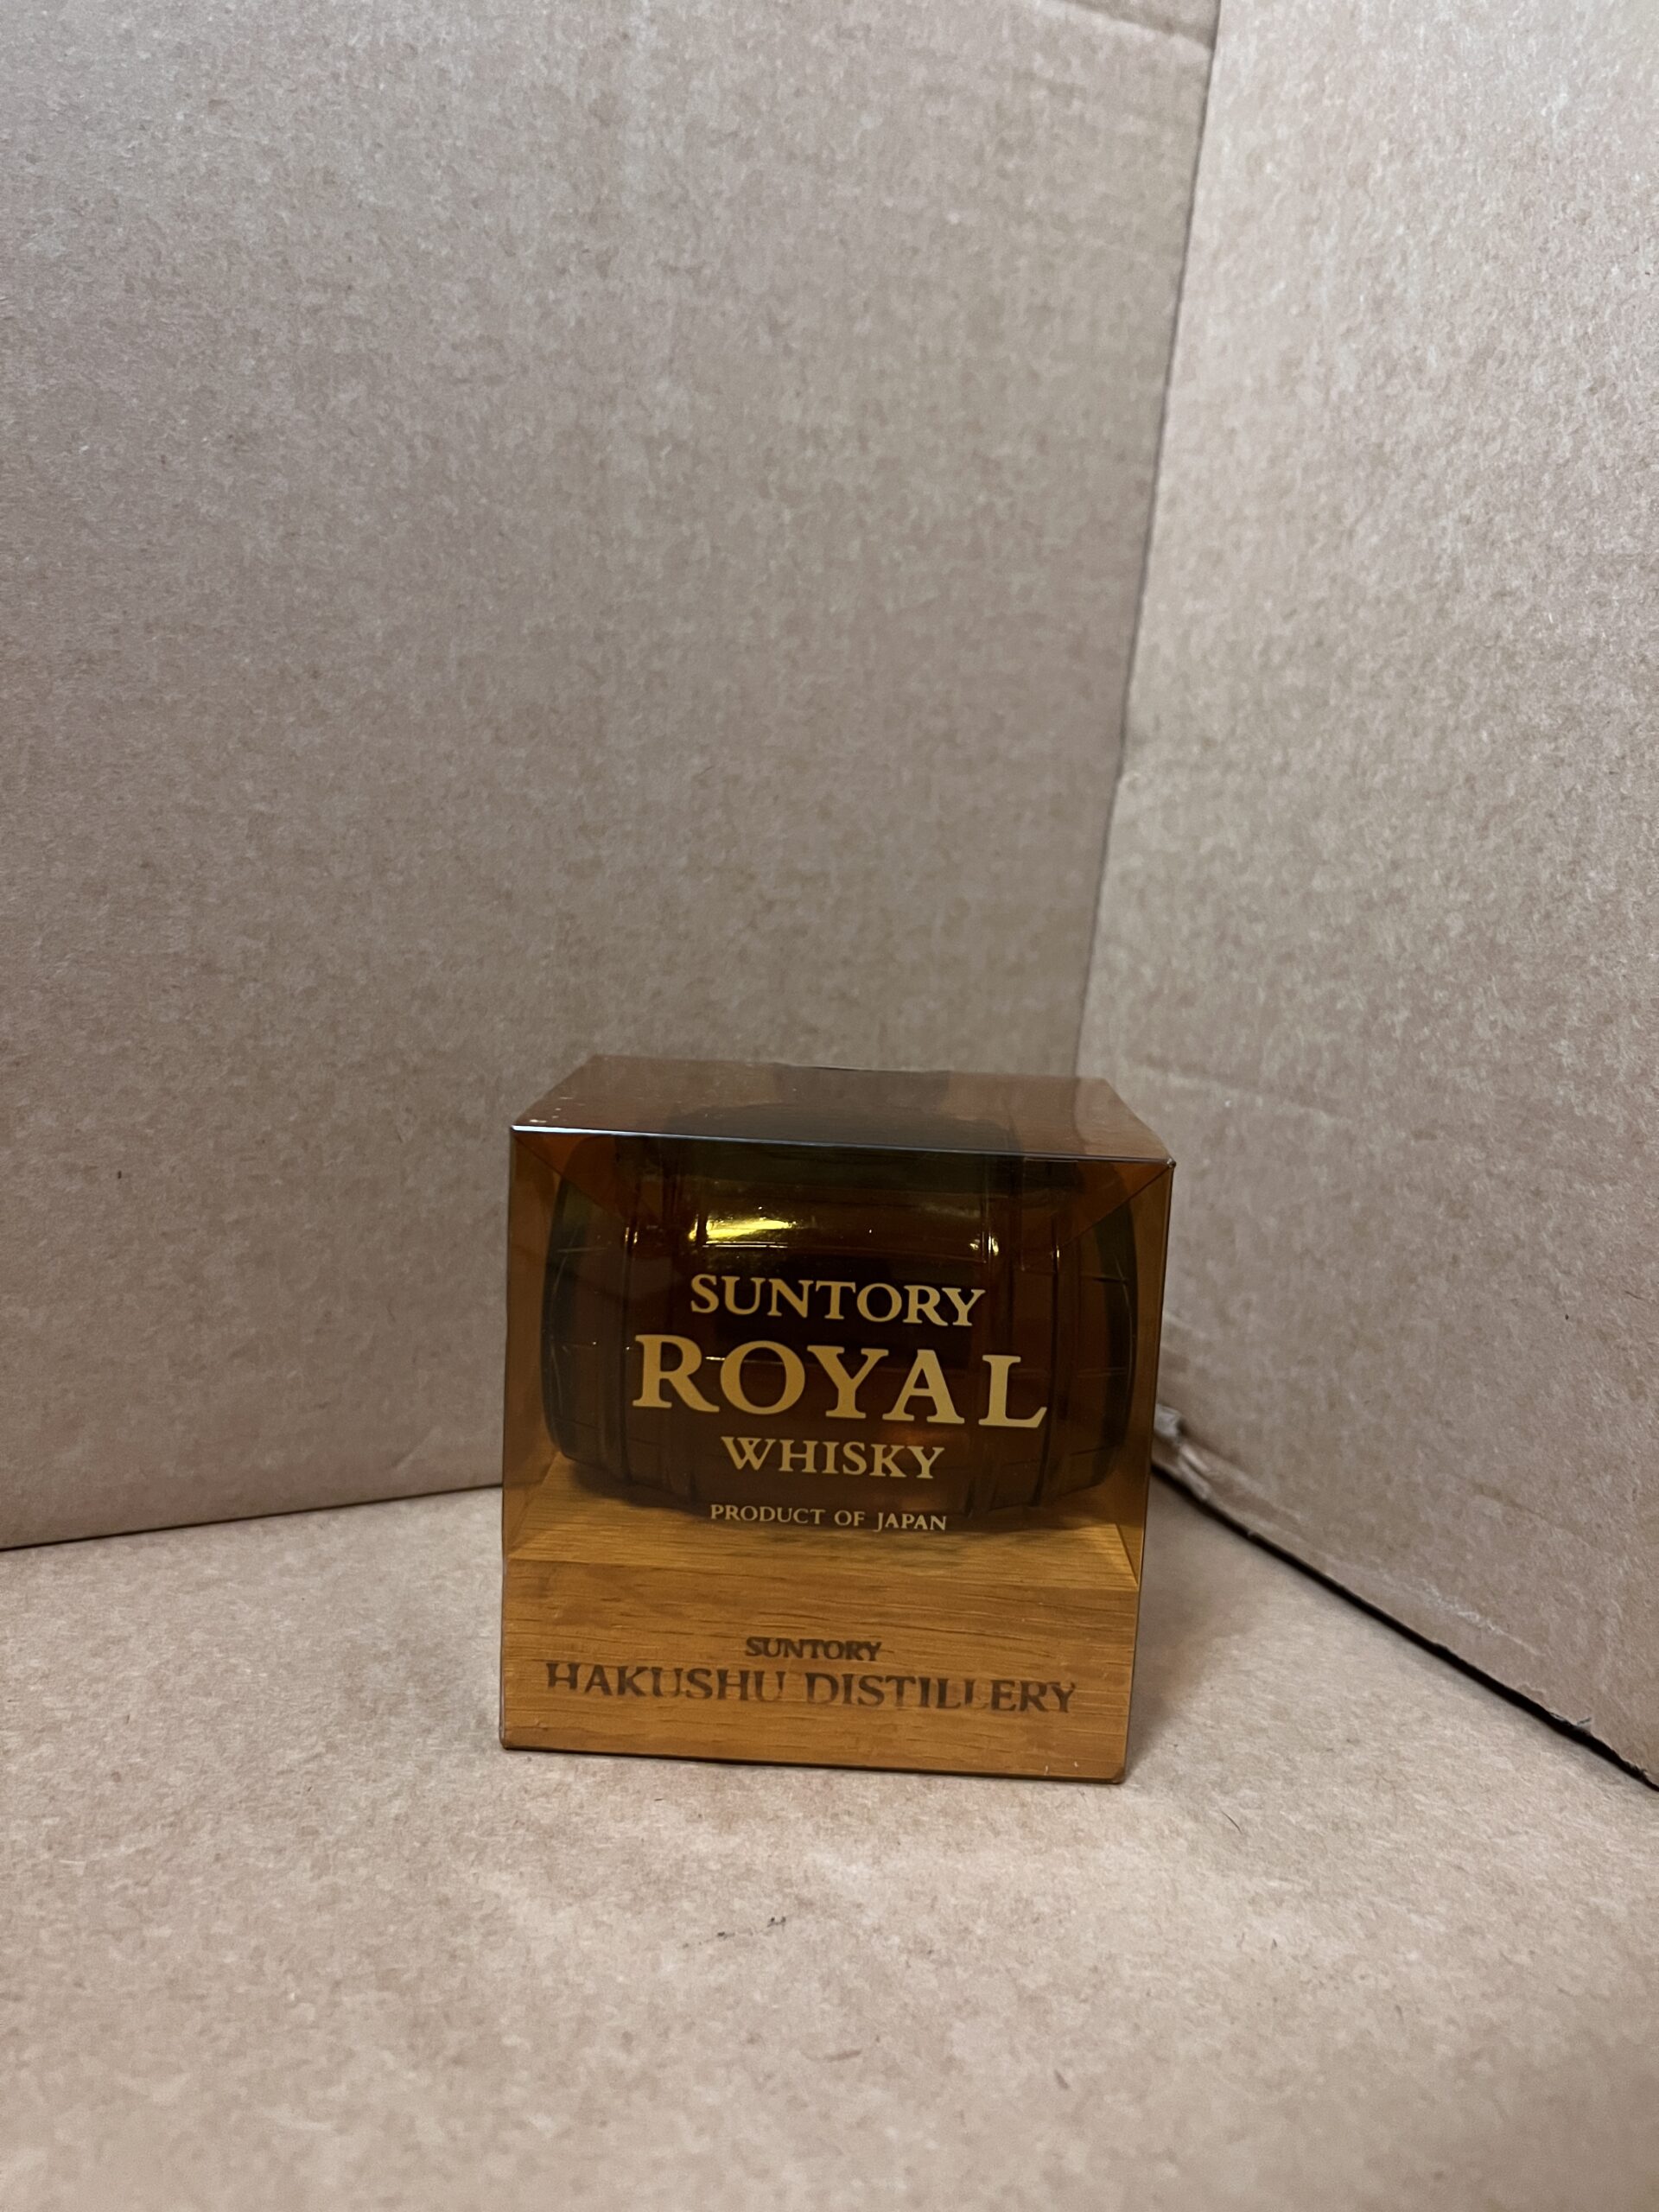 SUNTORY
ROYAL
WHISKY
PRODUCT OF JAPAN
SUNTORY
HAKUSHU DISTILLERY